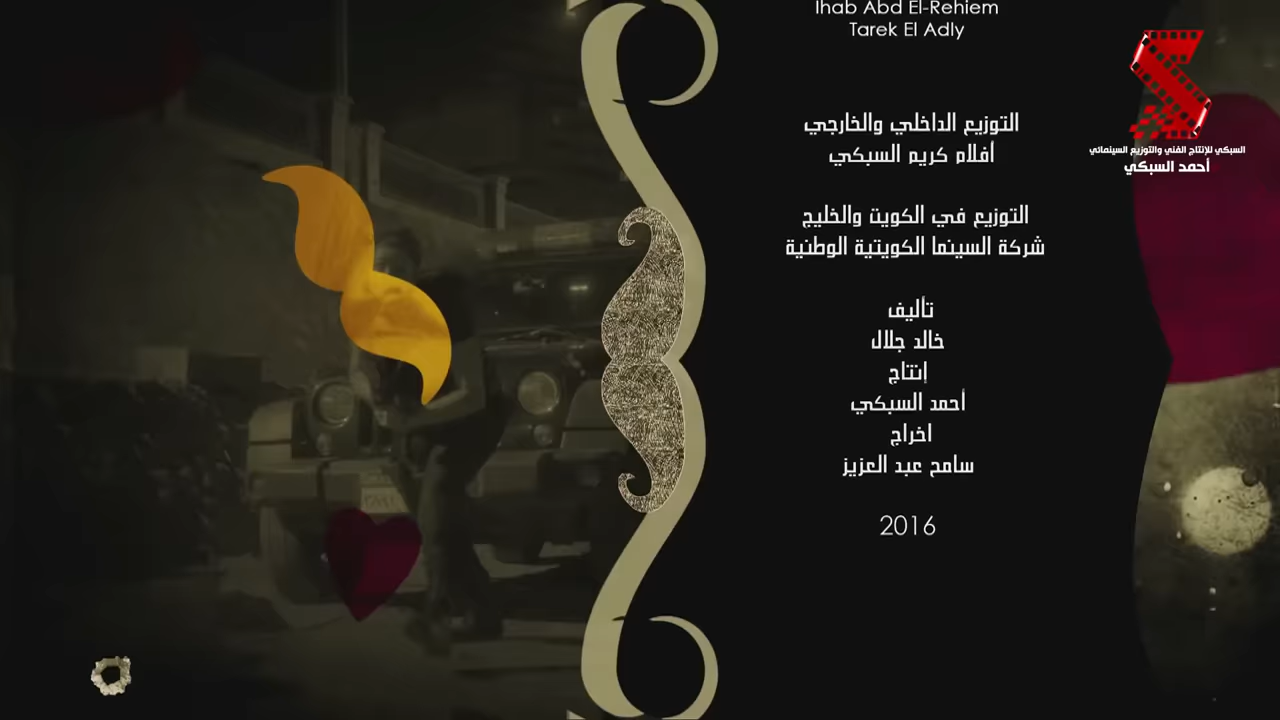 Ihab Abd El-Rehiem
Tarek El Adly
التوزيع الداخلي والخارجي
أفلام كريم السبكي
التوزيع في الكويت والخليج
شركة السينما الكويتية الوطنية
تأليف
خالد جلال
إنتاج
أحمد السبكي
اخراج
سامح عبد العزيز
2016
السبكي للإنتاج الفني والتوزيع السينمائي
أحمد السبكي